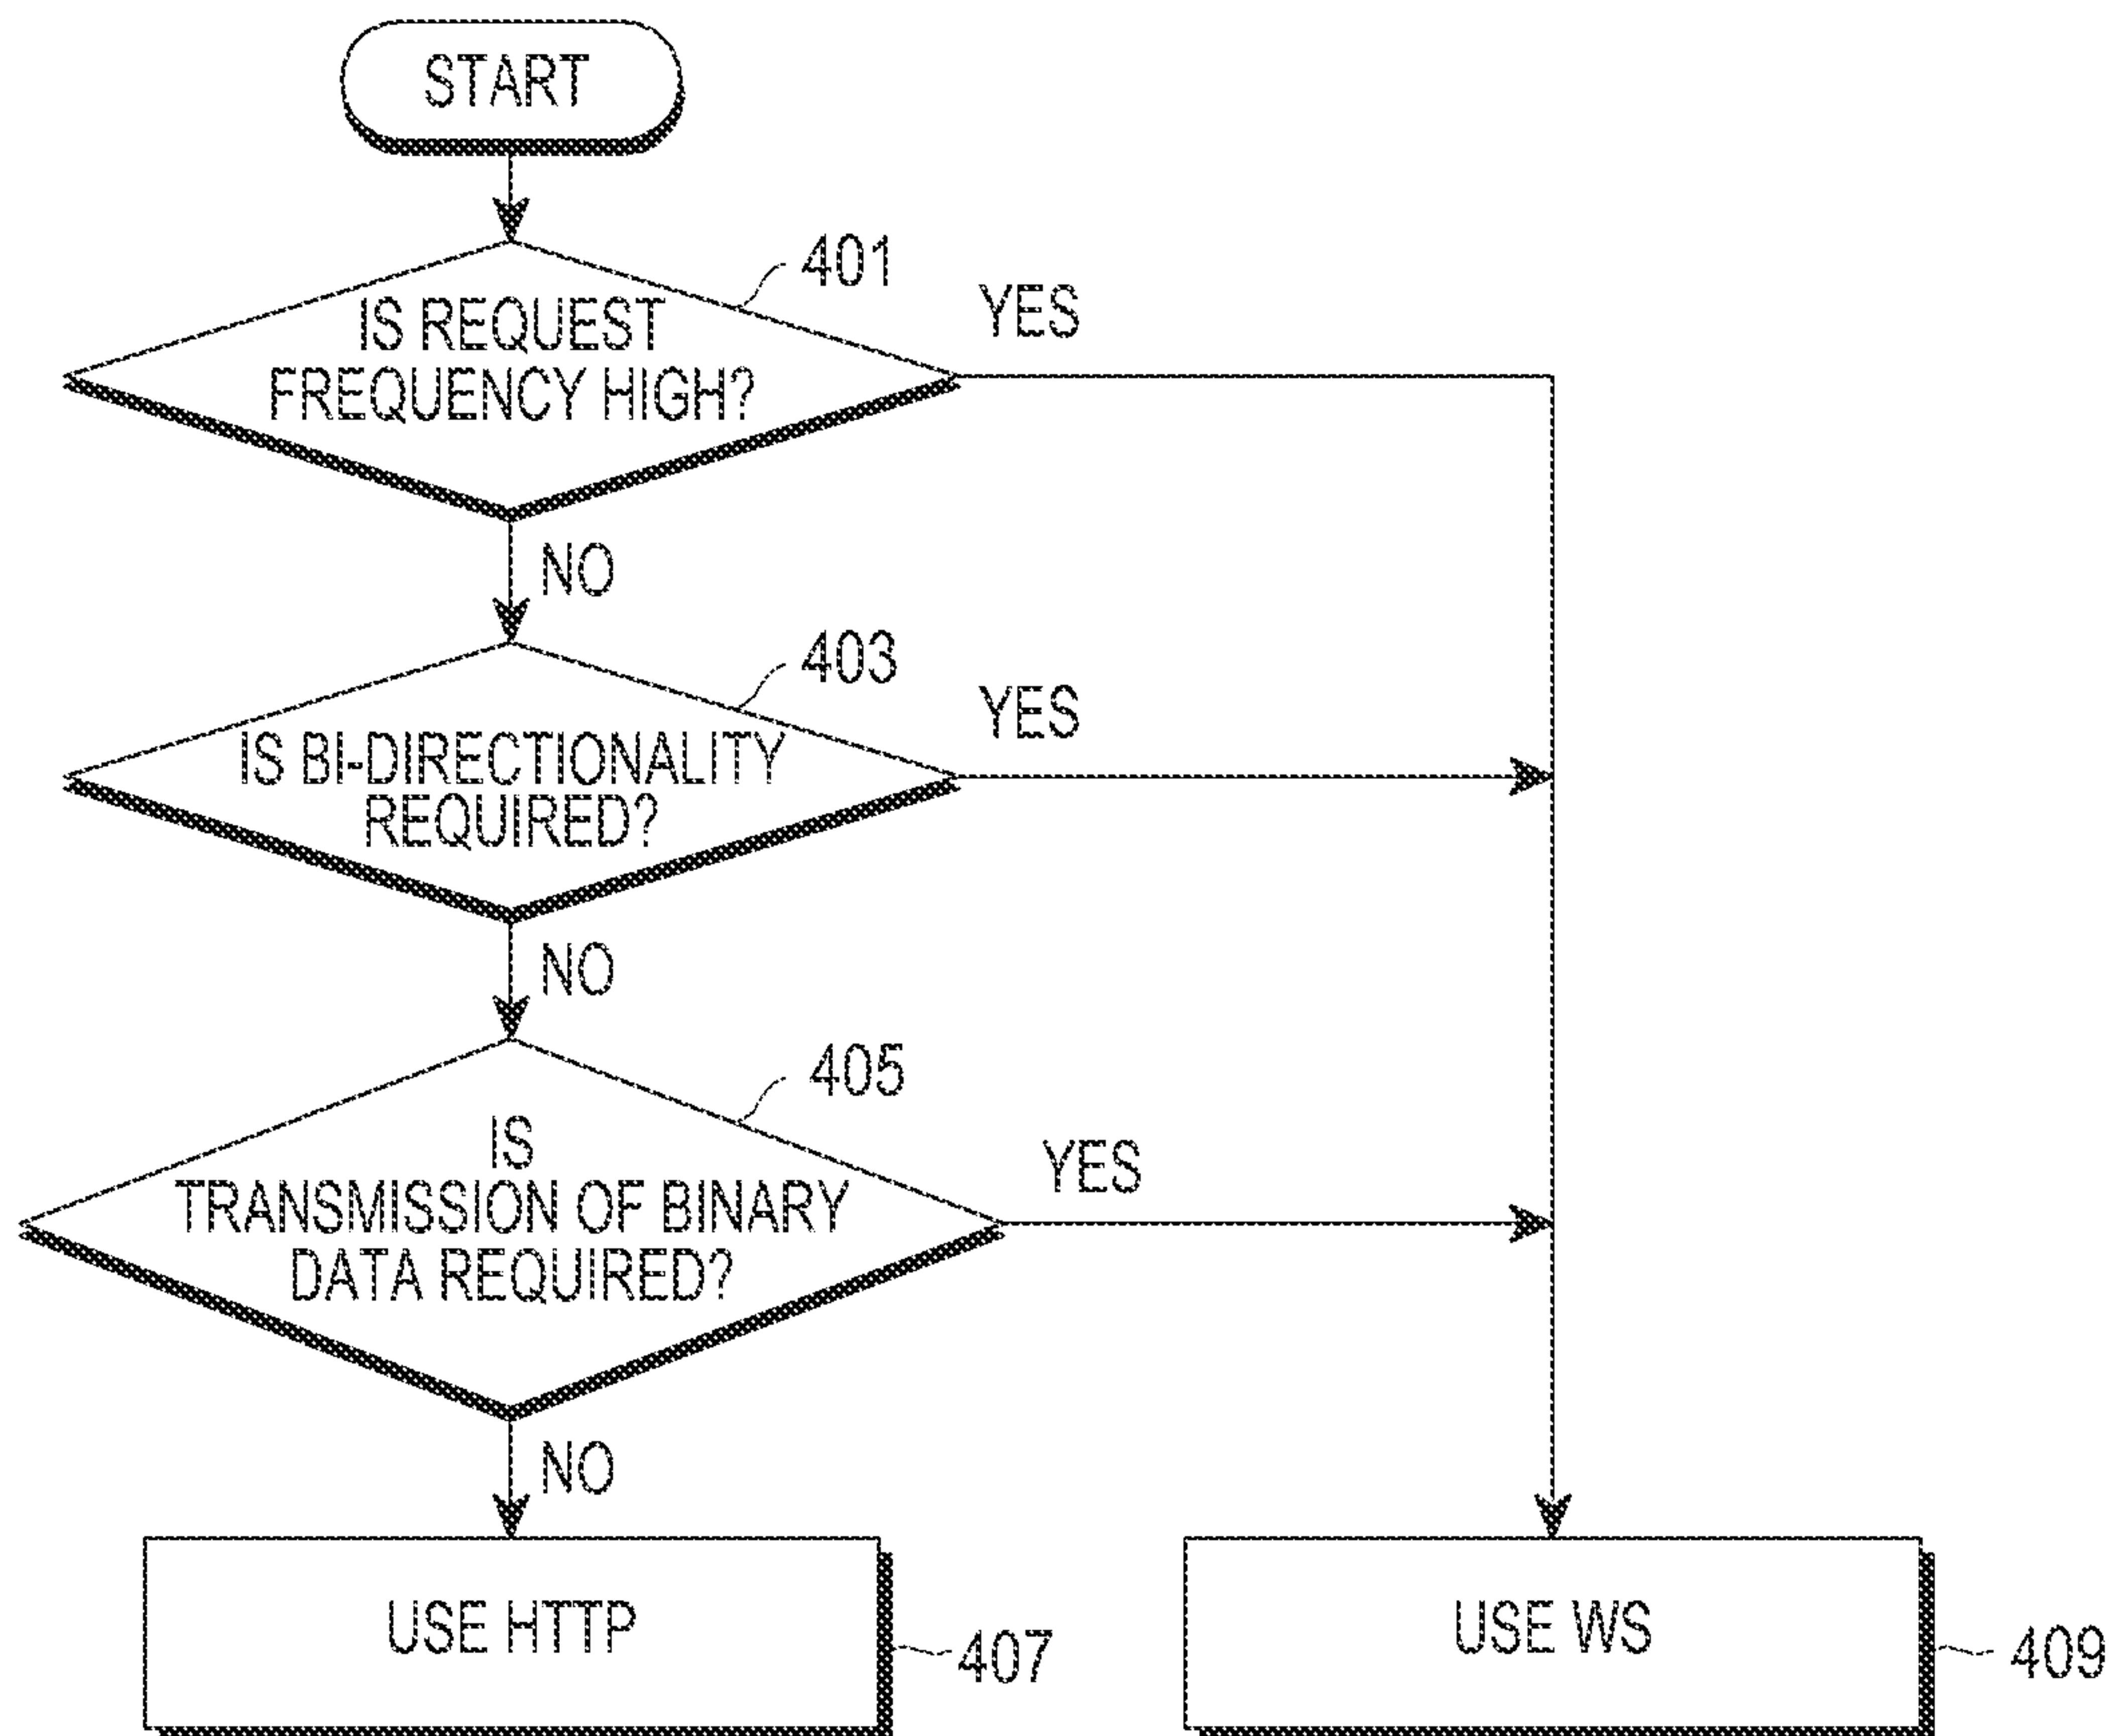 START
401
YES
IS REQUEST
FREQUENCY HIGH?
NO
403
YES
IS BI-DIRECTIONALITY
REQUIRED?
NO
405
YES
IS
TRANSMISSION OF BINARY
DATA REQUIRED?
NO
USE HTTP
407
USE WS
409